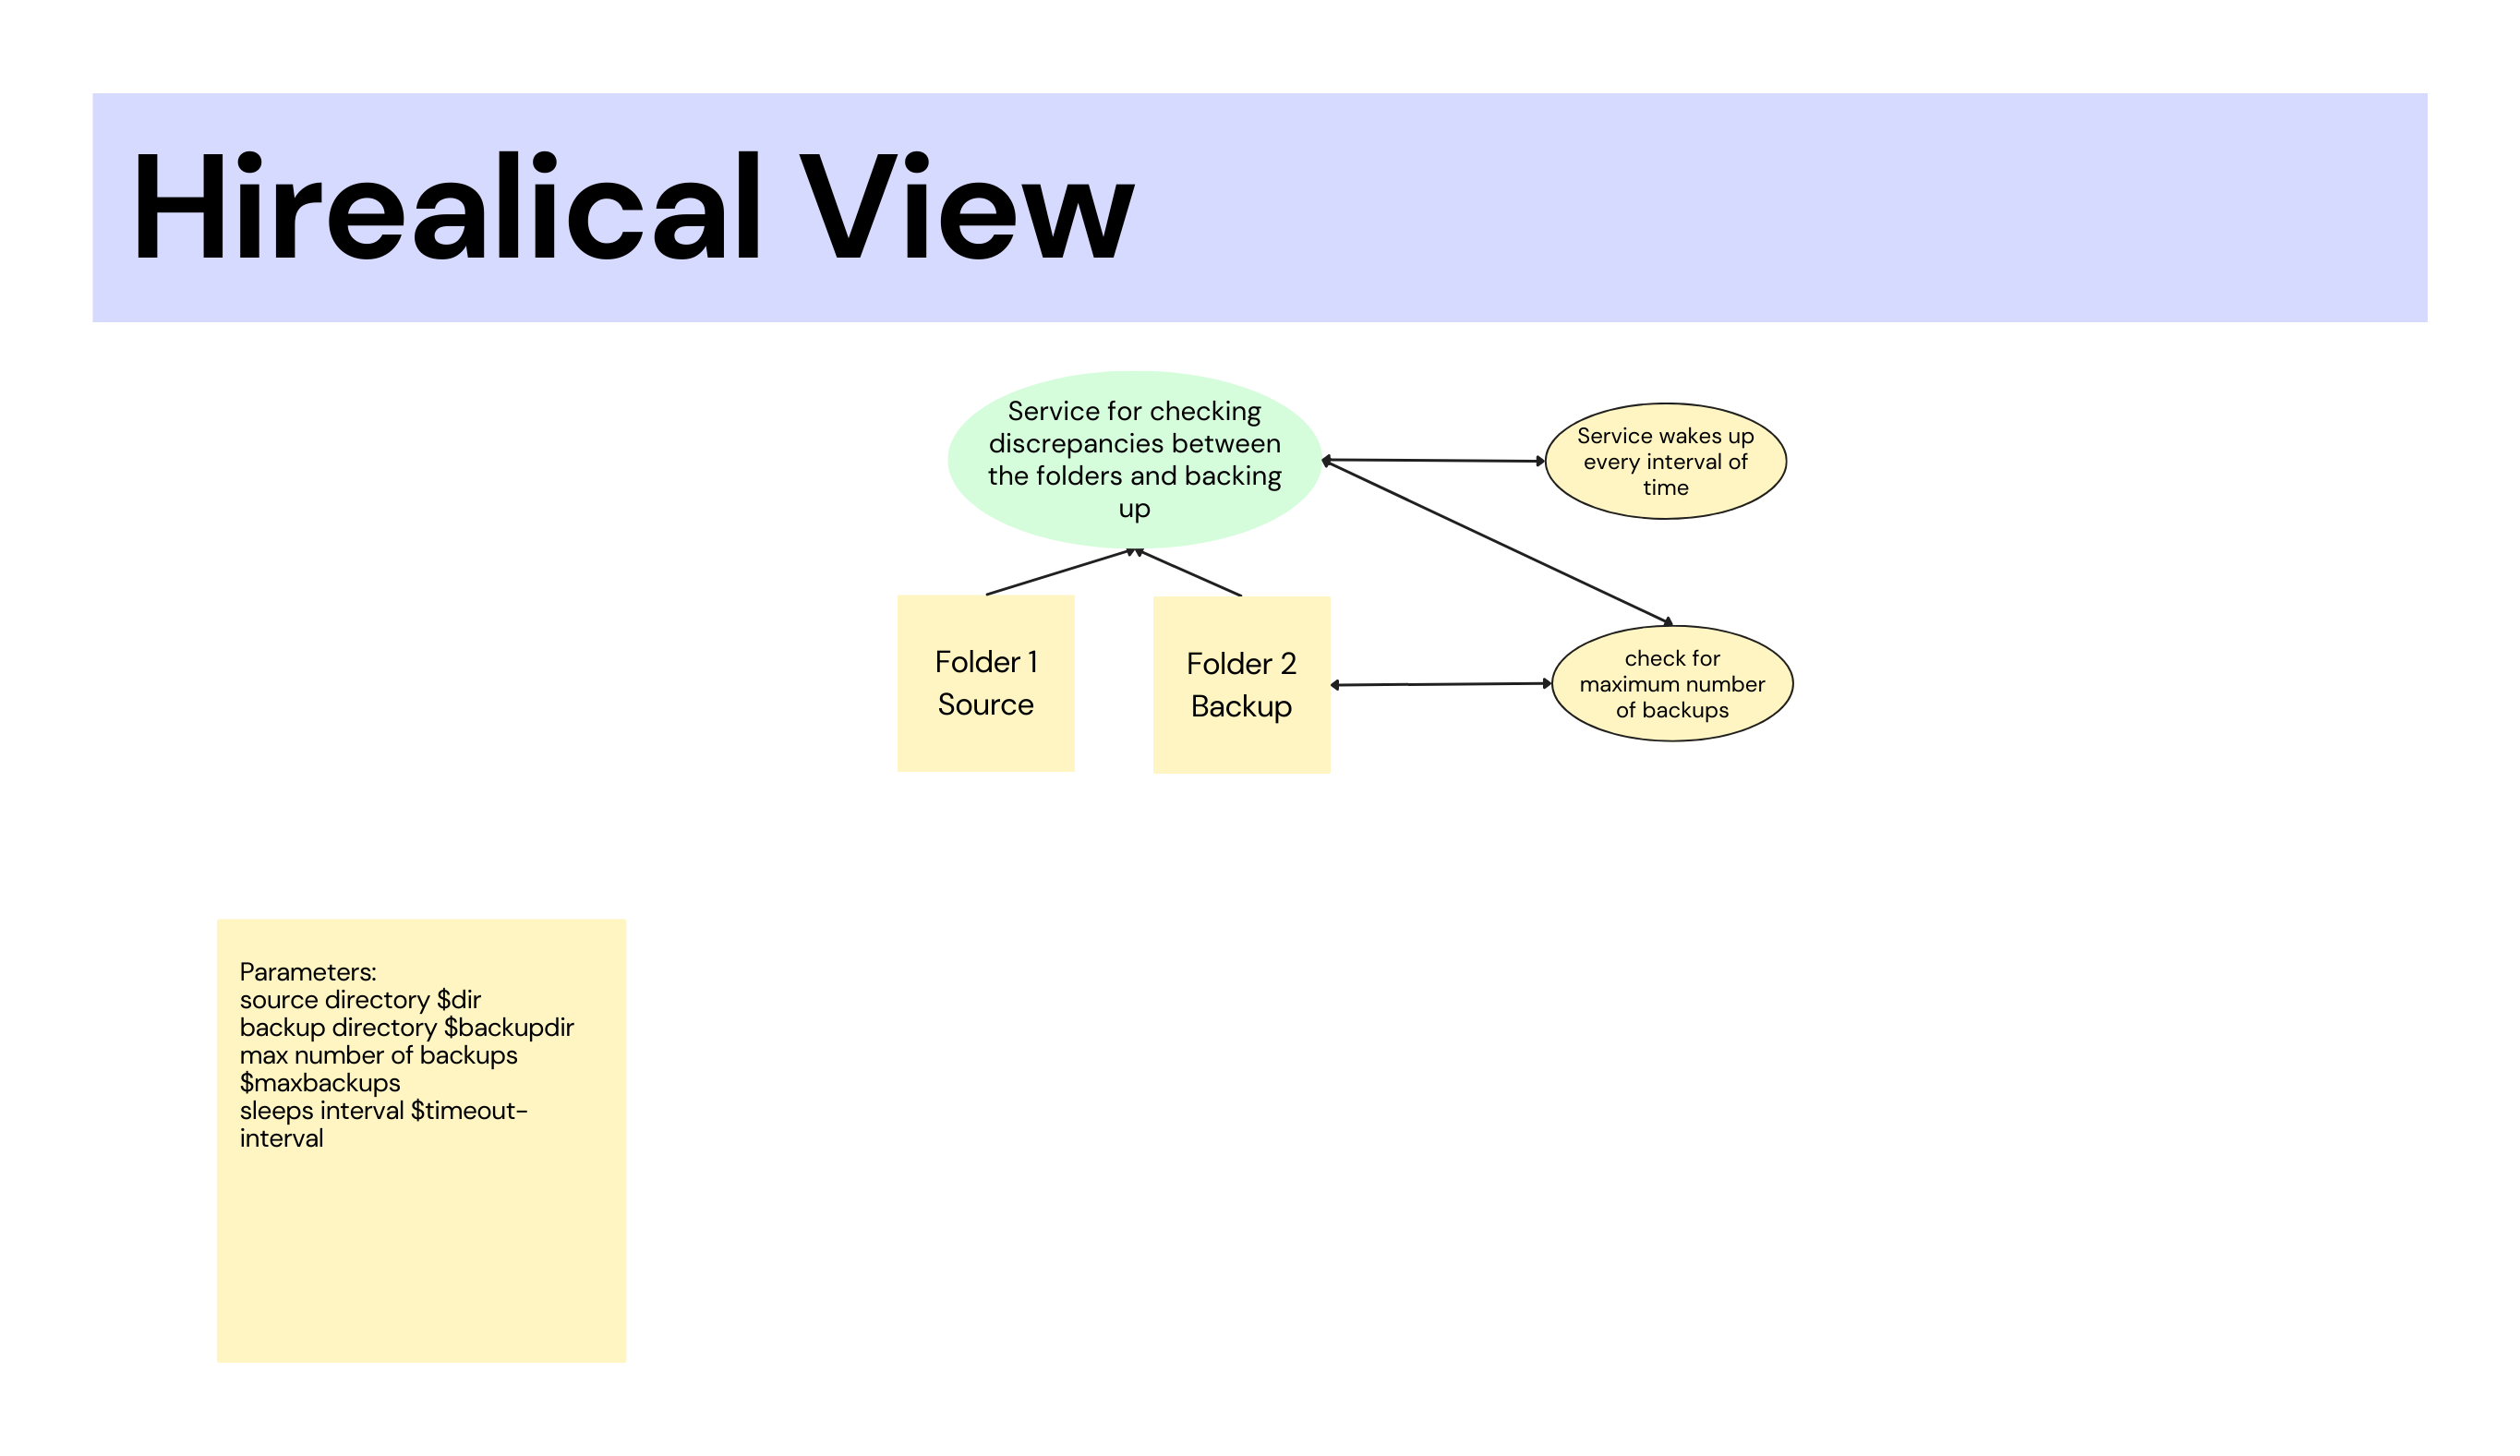 Hirealical View
Service for checking
discrepancies between
the folders and backing
up
Service wakes up
every interval of
time
Folder 1
Source
Folder 2
Backup
check for
maximum number
of backups
Parameters:
source directory $dir
backup directory $backupdir
max number of backups
$maxbackups
sleeps interval $timeout-
interval